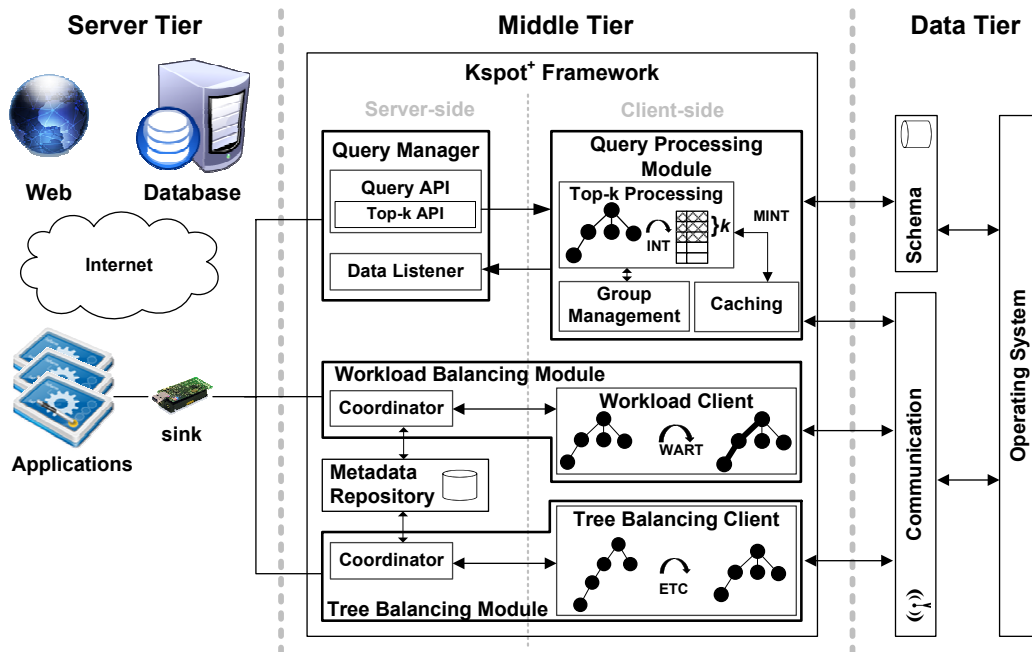 Server Tier
Middle Tier
Data Tier
Kspot+ Framework
Server-side
Client-side
Web
Database
Internet
Applications
sink
Query Manager
Query API
Top-k API
Data Listener
Query Processing
Module
Top-k Processing
INT
}k
MINT
Group
Management
Caching
Workload Balancing Module
Coordinator
Workload Client
WART
Metadata
Repository
Coordinator
Tree Balancing Client
ETC
Tree Balancing Module
Schema
Communication
Operating System